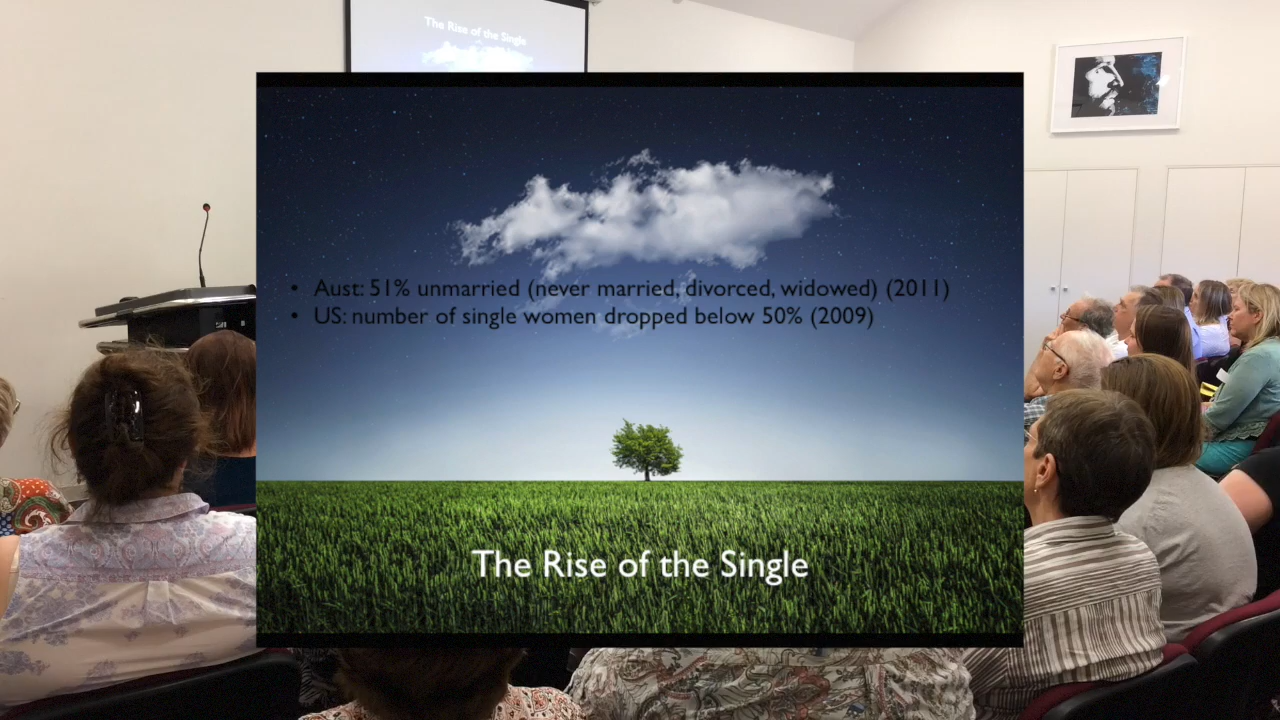 The Rise of the Single
• Aust: 51% unmarried (never married, divorced, widowed) (2011)
• US: number of single women dropped below 50% (2009)
The Rise of the Single